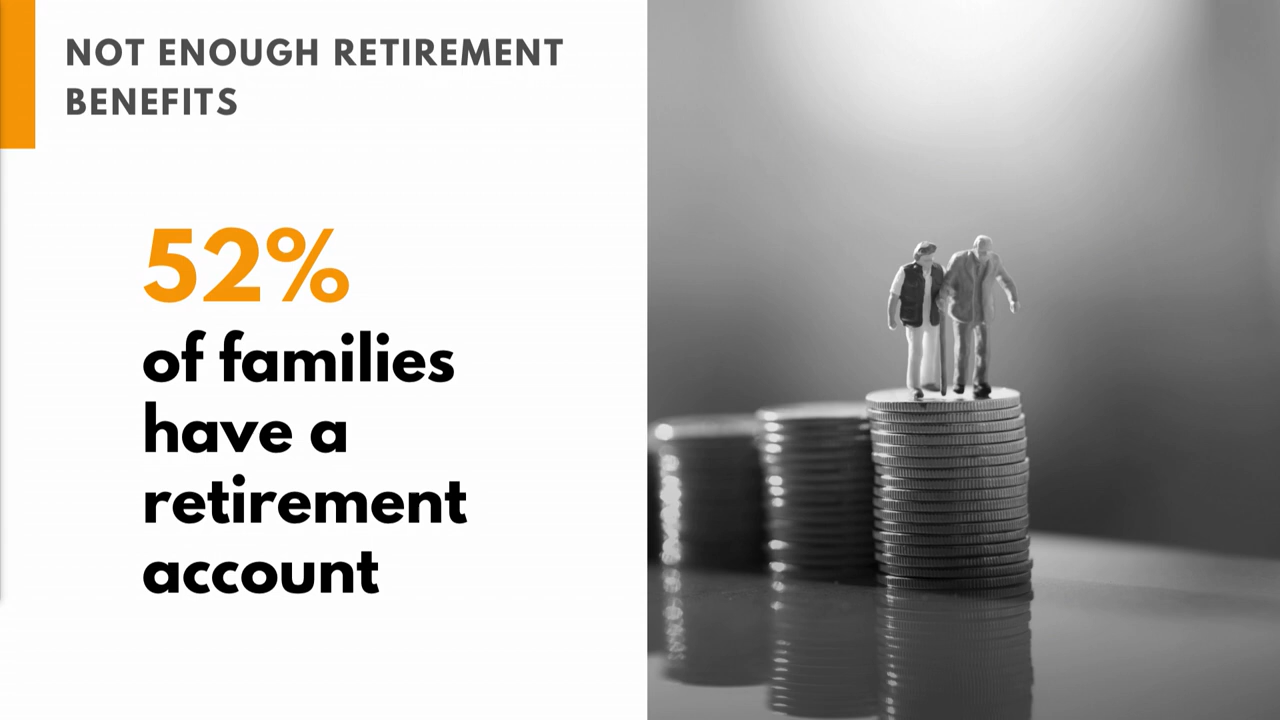 NOT ENOUGH RETIREMENT
BENEFITS
52%
of families
have a
retirement
account